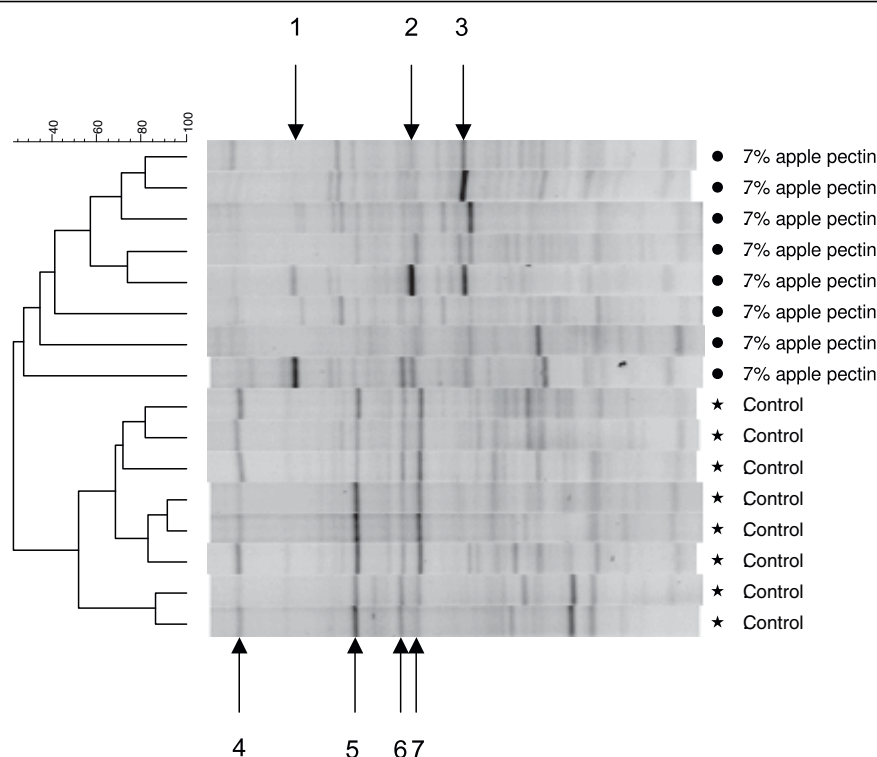 1 2 3
40 60 80 100
7% apple pectin
7% apple pectin
7% apple pectin
7% apple pectin
7% apple pectin
7% apple pectin
7% apple pectin
7% apple pectin
Control
Control
Control
Control
Control
Control
Control
Control
4 5 6 7